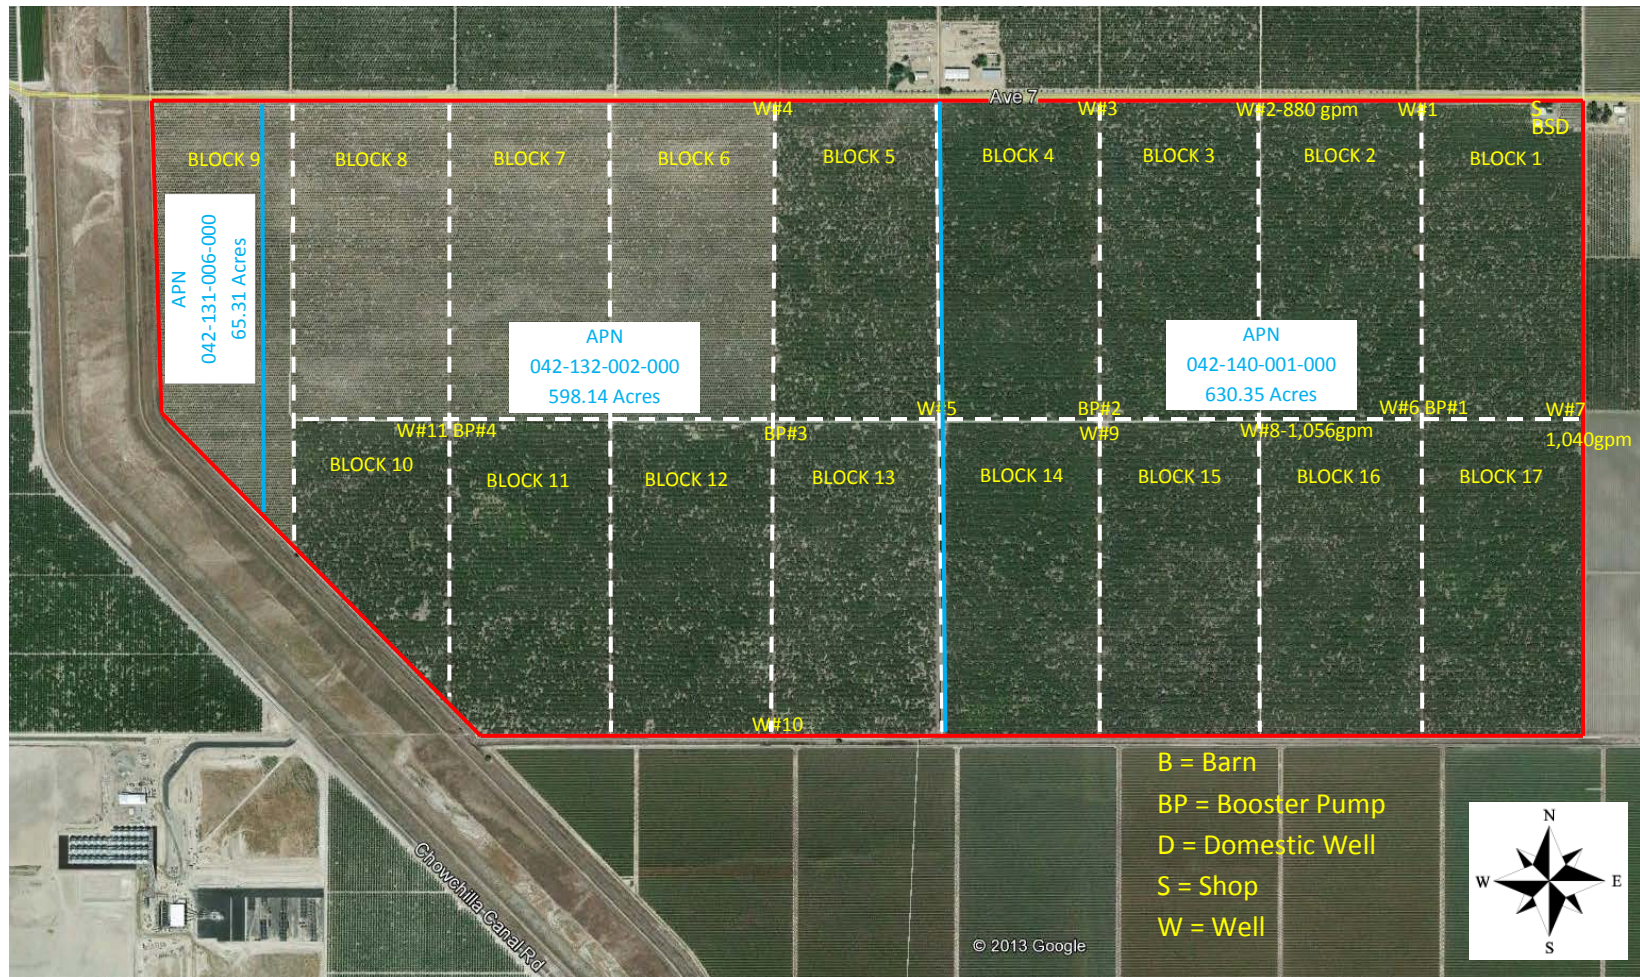 Ave 7
W#4
W#3
W#2-880 gpm
W#1
S
BSD
BLOCK 9
BLOCK 8
BLOCK 7
BLOCK 6
BLOCK 5
BLOCK 4
BLOCK 3
BLOCK 2
BLOCK 1
APN
042-131-006-000
65.31 Acres
APN
042-132-002-000
598.14 Acres
APN
042-140-001-000
630.35 Acres
W#5
BP#2
W#6 BP#1
W#7
W#11 BP#4
BP#3
W#9
W#8-1,056gpm
1,040gpm
BLOCK 10
BLOCK 11
BLOCK 12
BLOCK 13
BLOCK 14
BLOCK 15
BLOCK 16
BLOCK 17
W#10
B = Barn
BP = Booster Pump
D = Domestic Well
S = Shop
W = Well
Chowchilla Canal Rd
© 2013 Google
N
W
E
S